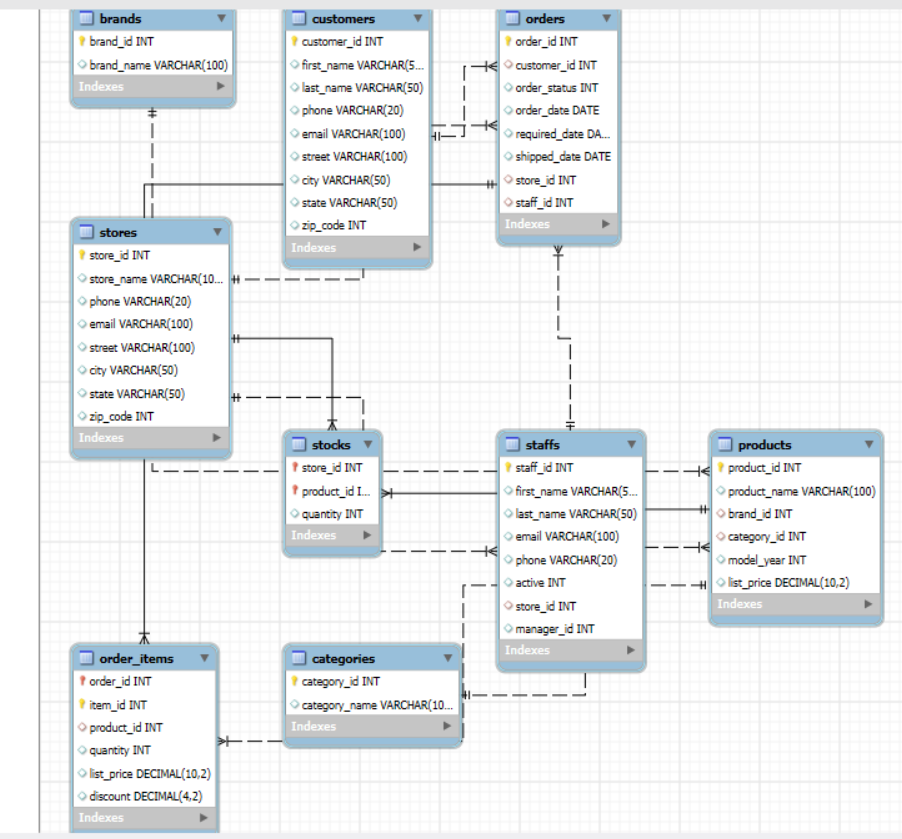 brands
brand_id INT
brand_name VARCHAR(100)
Indexes
customers
customer_id INT
first_name VARCHAR(5...
last_name VARCHAR(50)
phone VARCHAR(20)
email VARCHAR(100)
street VARCHAR(100)
city VARCHAR(50)
state VARCHAR(50)
zip_code INT
Indexes
orders
order_id INT
customer_id INT
order_status INT
order_date DATE
required_date DA...
shipped_date DATE
store_id INT
staff_id INT
Indexes
stores
store_id INT
store_name VARCHAR(10...
phone VARCHAR(20)
email VARCHAR(100)
street VARCHAR(100)
city VARCHAR(50)
state VARCHAR(50)
zip_code INT
Indexes
stocks
store_id INT
product_id I...
quantity INT
Indexes
staffs
staff_id INT
first_name VARCHAR(5...
last_name VARCHAR(50)
email VARCHAR(100)
phone VARCHAR(20)
active INT
store_id INT
manager_id INT
Indexes
products
product_id INT
product_name VARCHAR(100)
brand_id INT
category_id INT
model_year INT
list_price DECIMAL(10,2)
Indexes
order_items
order_id INT
item_id INT
product_id INT
quantity INT
list_price DECIMAL(10,2)
discount DECIMAL(4,2)
Indexes
categories
category_id INT
category_name VARCHAR(10...
Indexes